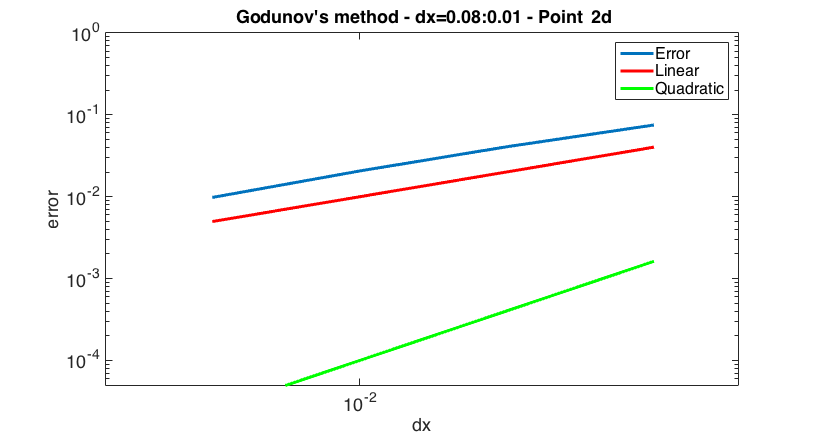 Godunov's method - dx=0.08:0.01 - Point 2d
10^0
10^-1
10^-2
10^-3
10^-4
error
Error
Linear
Quadratic
10^-2
dx